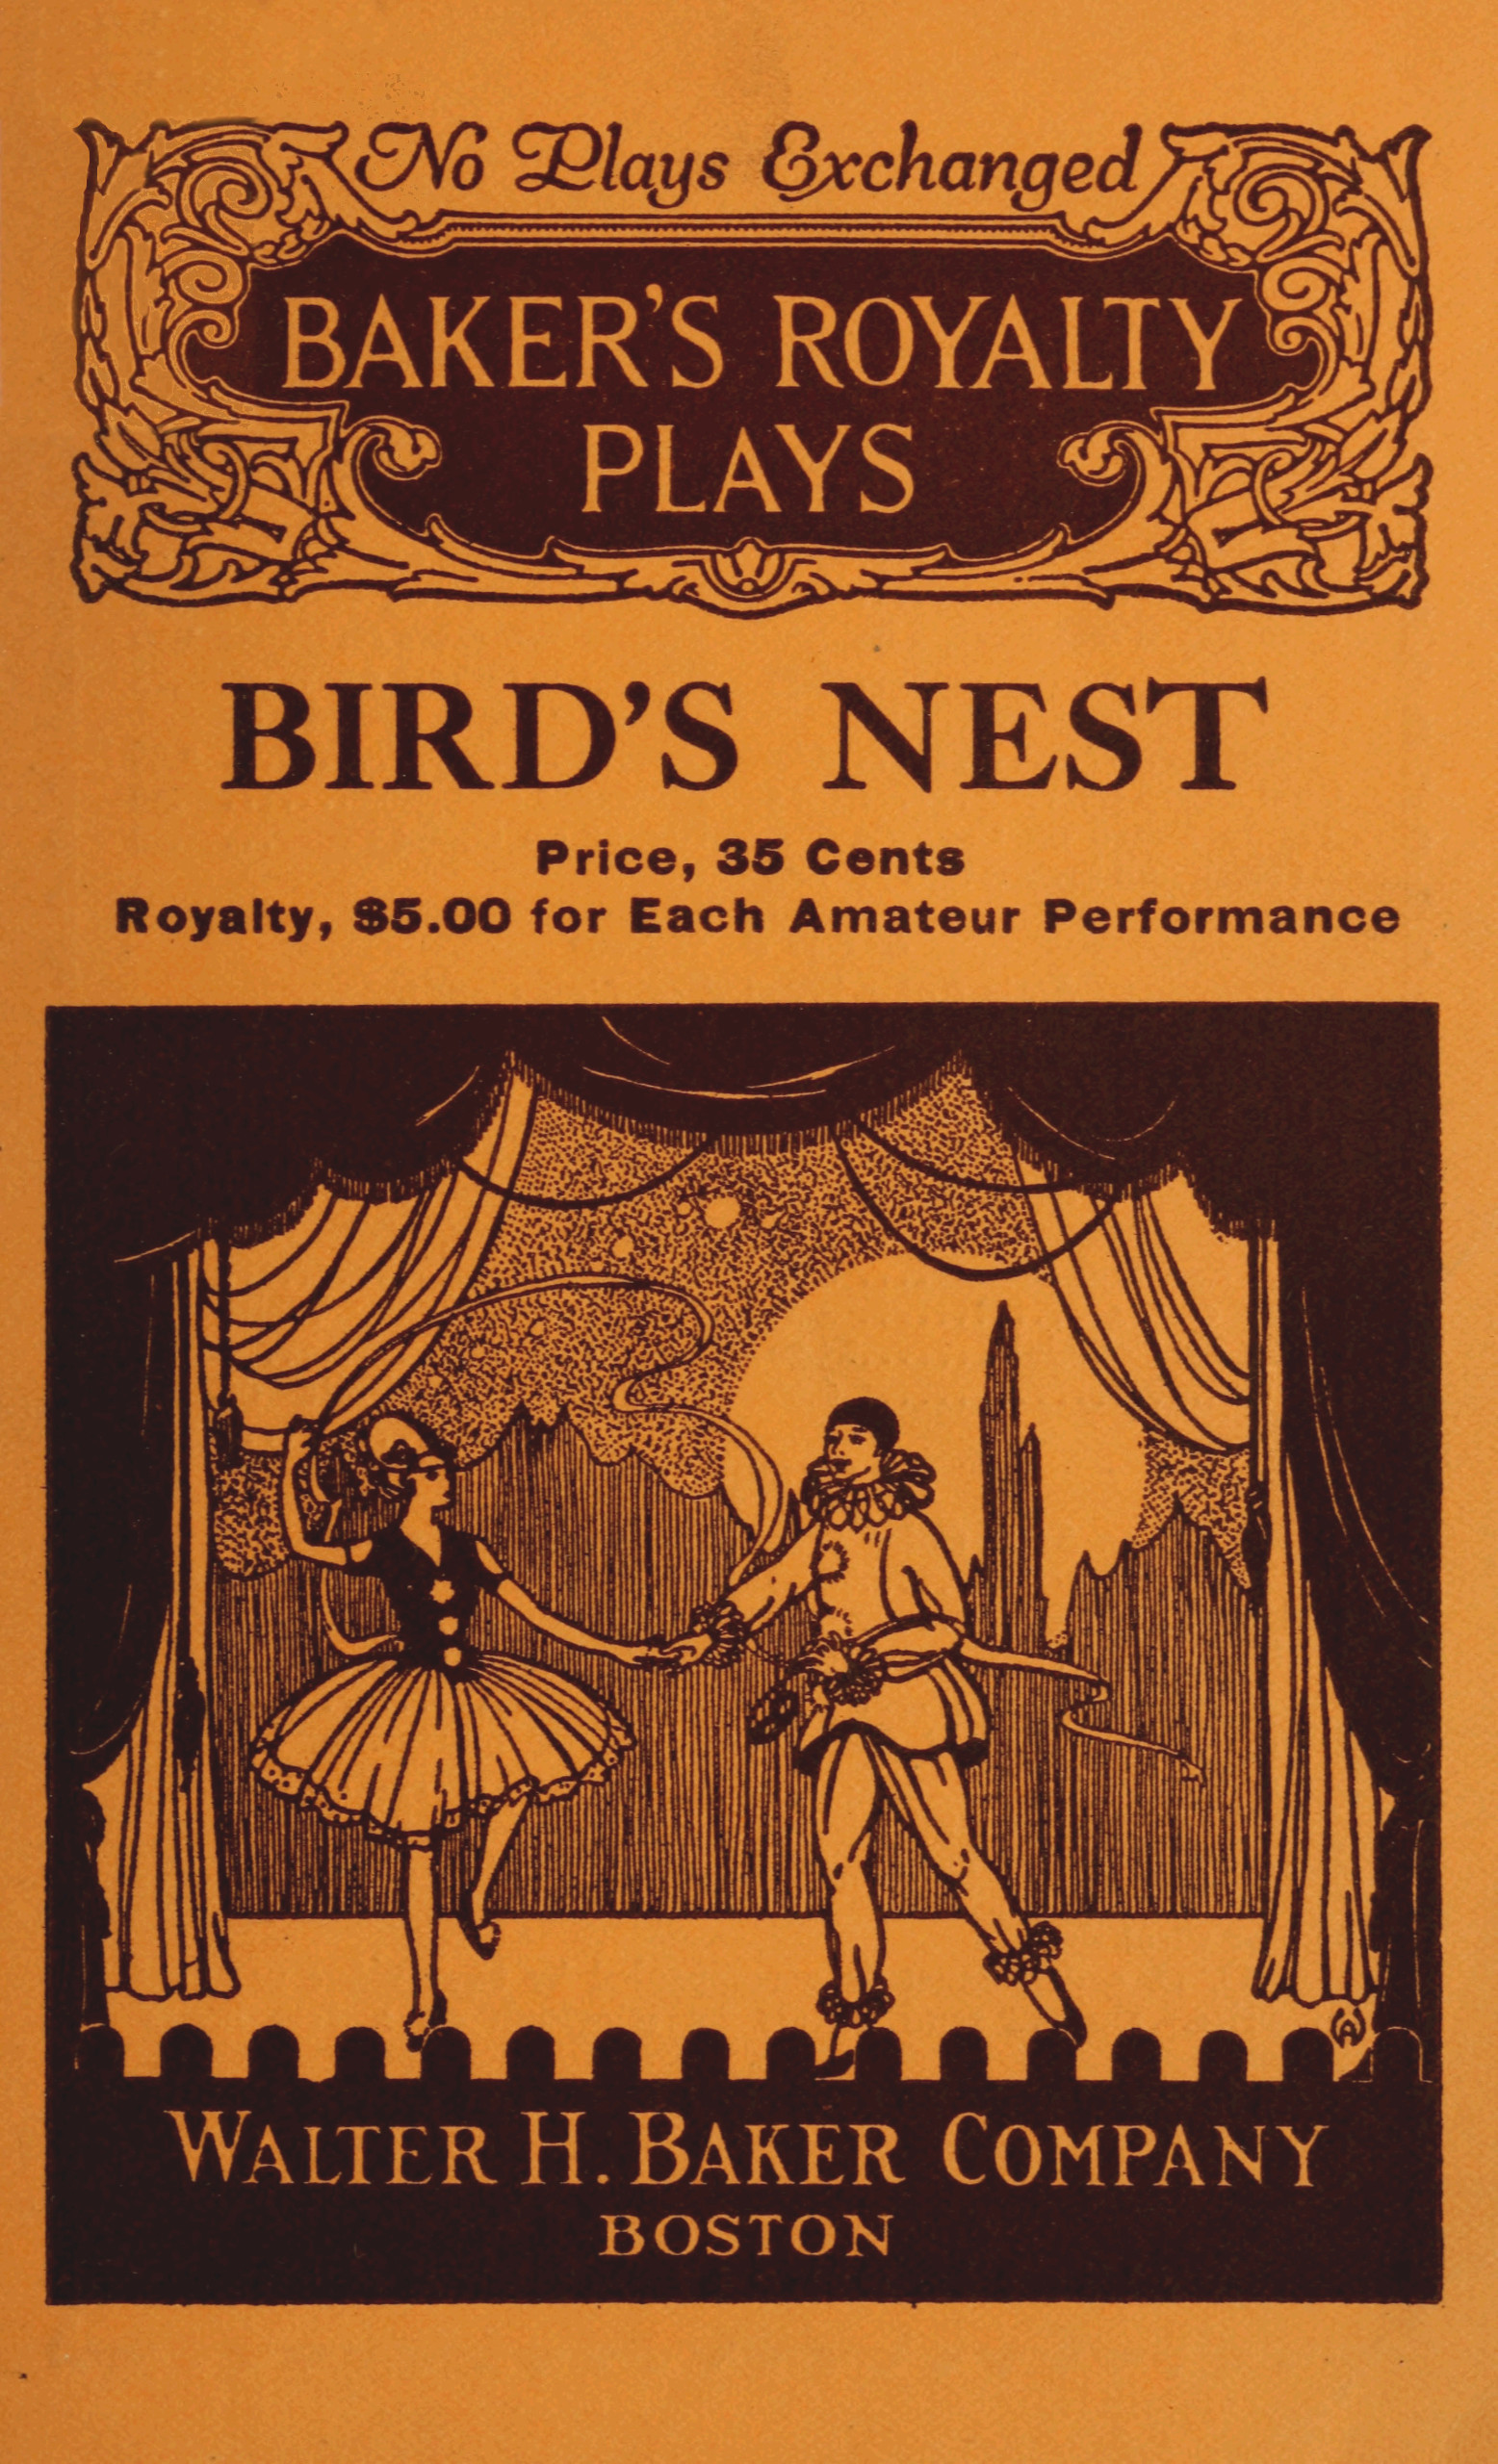 No Plays Exchanged
BAKER'S ROYALTY
PLAYS
BIRD'S NEST
Price, 35 Cents
Royalty, $5.00 for Each Amateur Performance
WALTER H. BAKER COMPANY
BOSTON